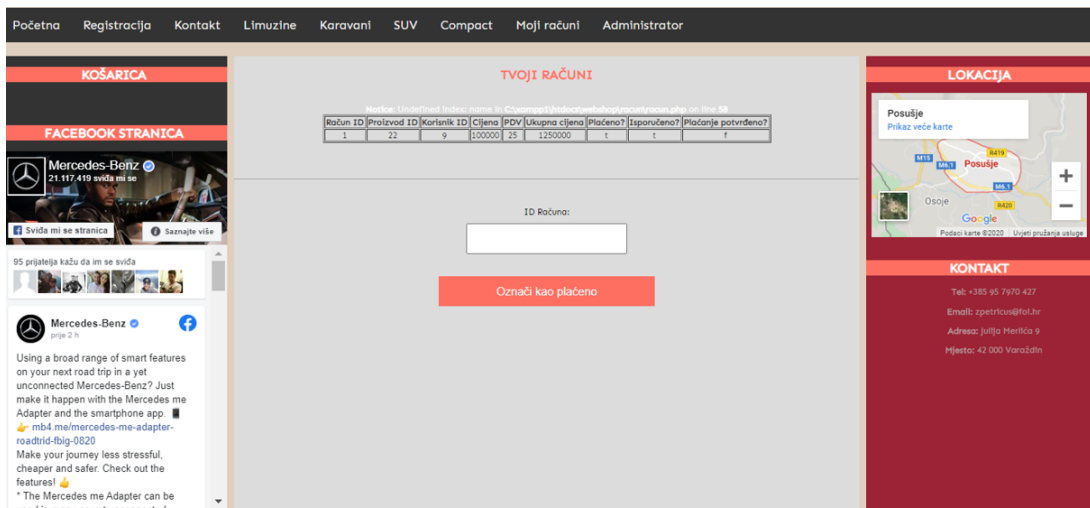 Početna Registracija Kontakt Limuzine Karavani SUV Compact Moji računi Administrator
KOŠARICA
FACEBOOK STRANICA
Mercedes-Benz
21.117.419 sviđa mi se
Sviđa mi se stranica
Saznajte više
95 prijatelja kažu da im se sviđa
Mercedes-Benz
prije 2 h
Using a broad range of smart features
on your next road trip in a yet
unconnected Mercedes-Benz? Just
make it happen with the Mercedes me
Adapter and the smartphone app. 📱
👉 mb4.me/mercedes-me-adapter-
roadtrid-fbig-0820
Make your journey less stressful,
cheaper and safer. Check out the
features! 👍
* The Mercedes me Adapter can be
TVOJI RAČUNI
Notice: Undefined index: name in C:\xampp1\htdocs\webshop\racuni\racun.php on line 58
Račun ID Proizvod ID Korisnik ID Cijena PDV Ukupna cijena Plaćeno? Isporučeno? Plaćanje potvrđeno?
1 22 9 100000 25 1250000 t t f
ID Računa:
Označi kao plaćeno
LOKACIJA
Posušje
Prikaz veće karte
R419
M15
M6.1
Posušje
M6.1
Osoje
R420
Google
Podaci karte ©2020 Uvjeti pružanja usluge
KONTAKT
Tel: +385 95 7970 427
Email: zpetricus@foi.hr
Adresa: Julija Merlića 9
Mjesto: 42 000 Varaždin